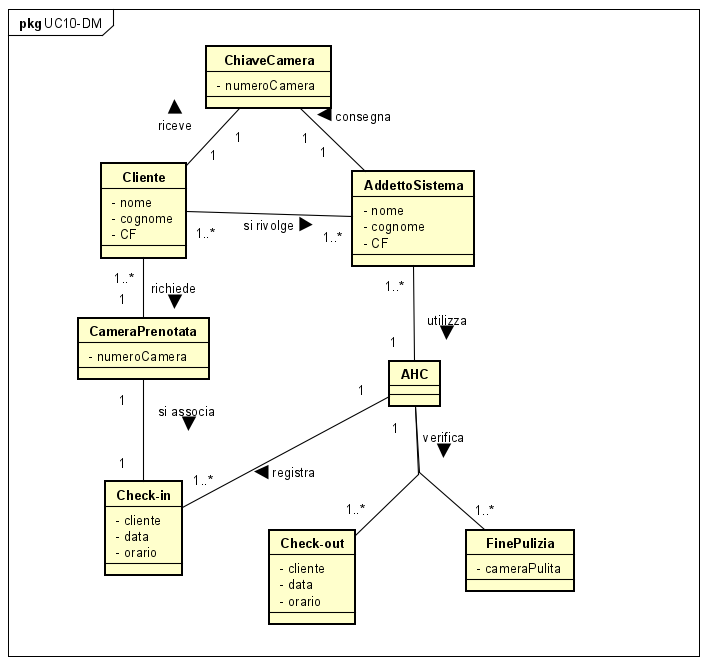 pkg UC10-DM
ChiaveCamera
- numeroCamera
riceve
consegna
1
1
1
1
Cliente
- nome
- cognome
- CF
AddettoSistema
- nome
- cognome
- CF
1..*
si rivolge
1..*
1..*
1
richiede
1..*
utilizza
1
CameraPrenotata
- numeroCamera
AHC
1
si associa
1
1
1
verifica
1..*
registra
Check-in
- cliente
- data
- orario
1..*
1..*
Check-out
- cliente
- data
- orario
FinePulizia
- cameraPulita